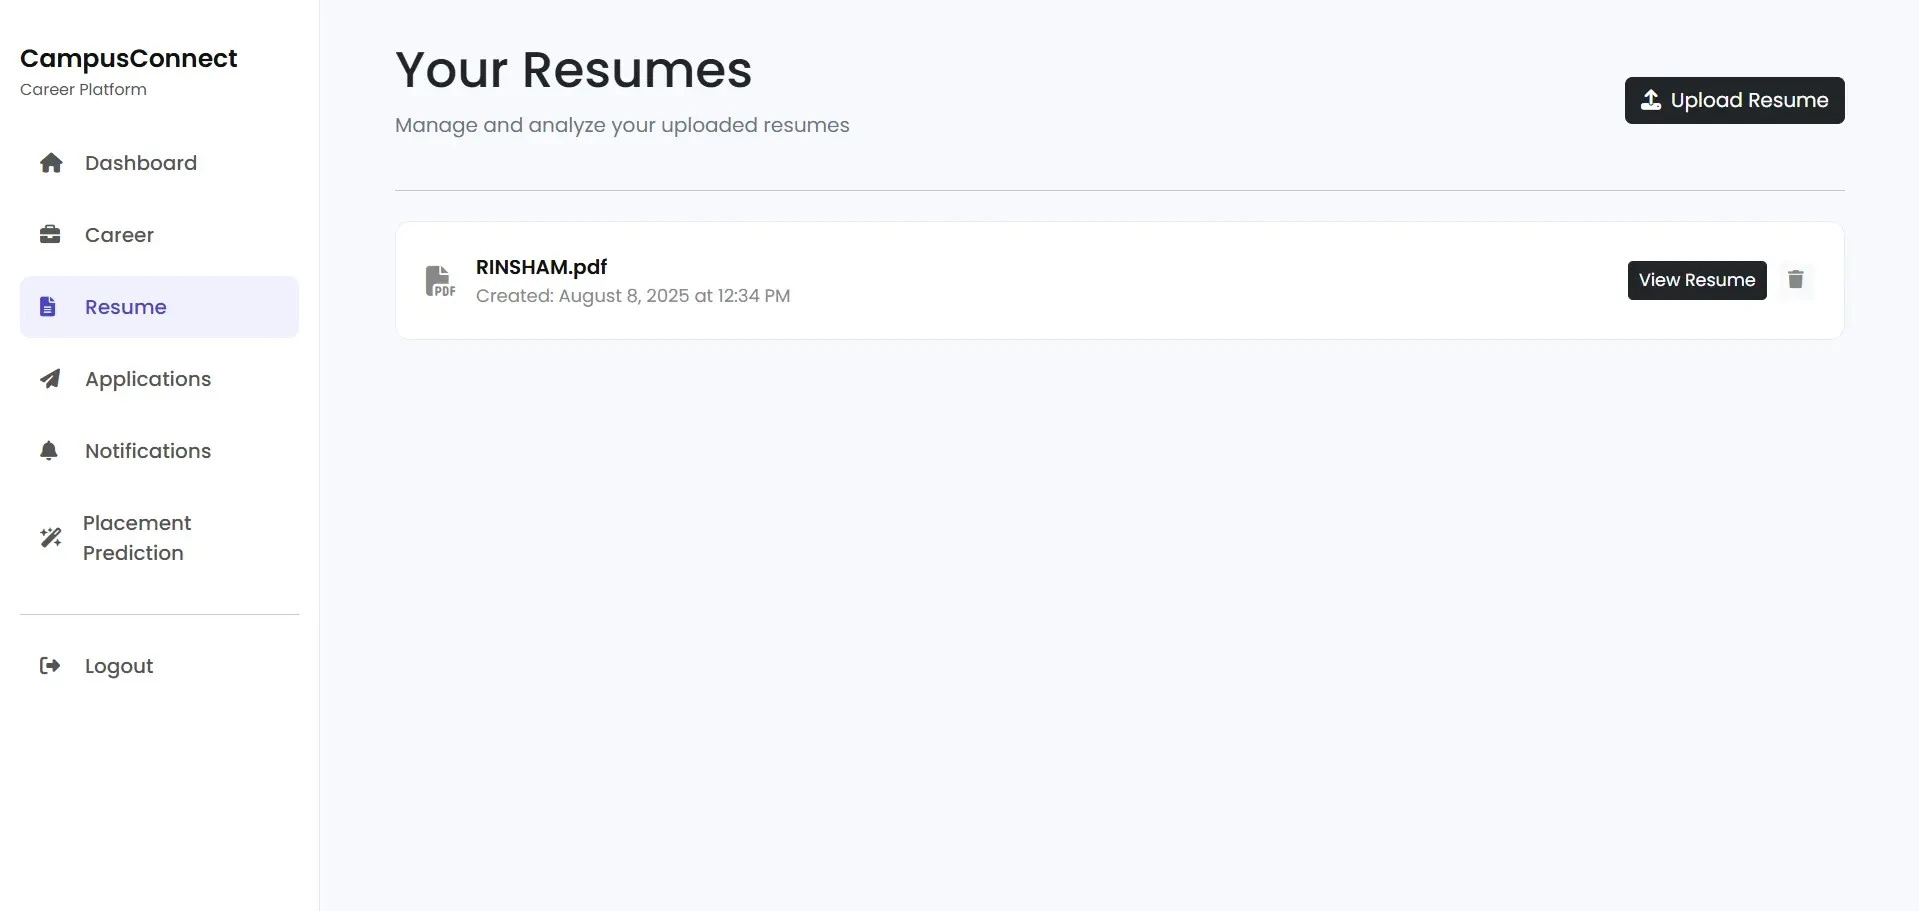 CampusConnect
Career Platform
Dashboard
Career
Resume
Applications
Notifications
Placement
Prediction
Logout
Your Resumes
Manage and analyze your uploaded resumes
Upload Resume
PDF
RINSHAM.pdf
Created: August 8, 2025 at 12:34 PM
View Resume